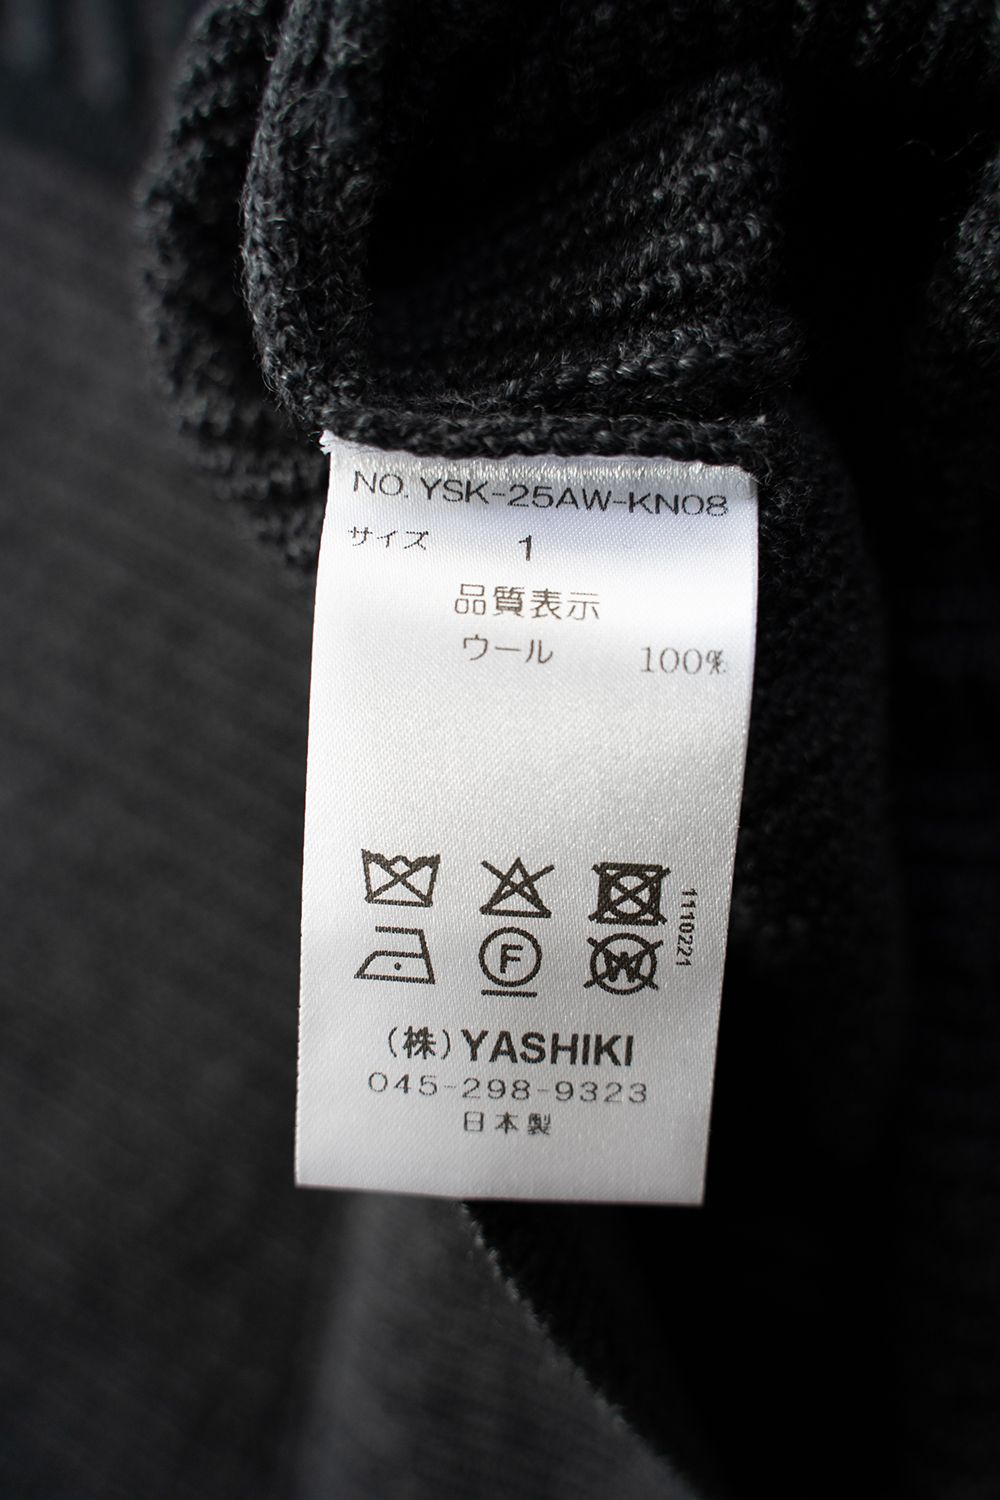 NO. YSK-25AW-KN08
サイズ 1
品質表示
ウール 100%
1110221
F
W
(株)YASHIKI
045-298-9323
日本製